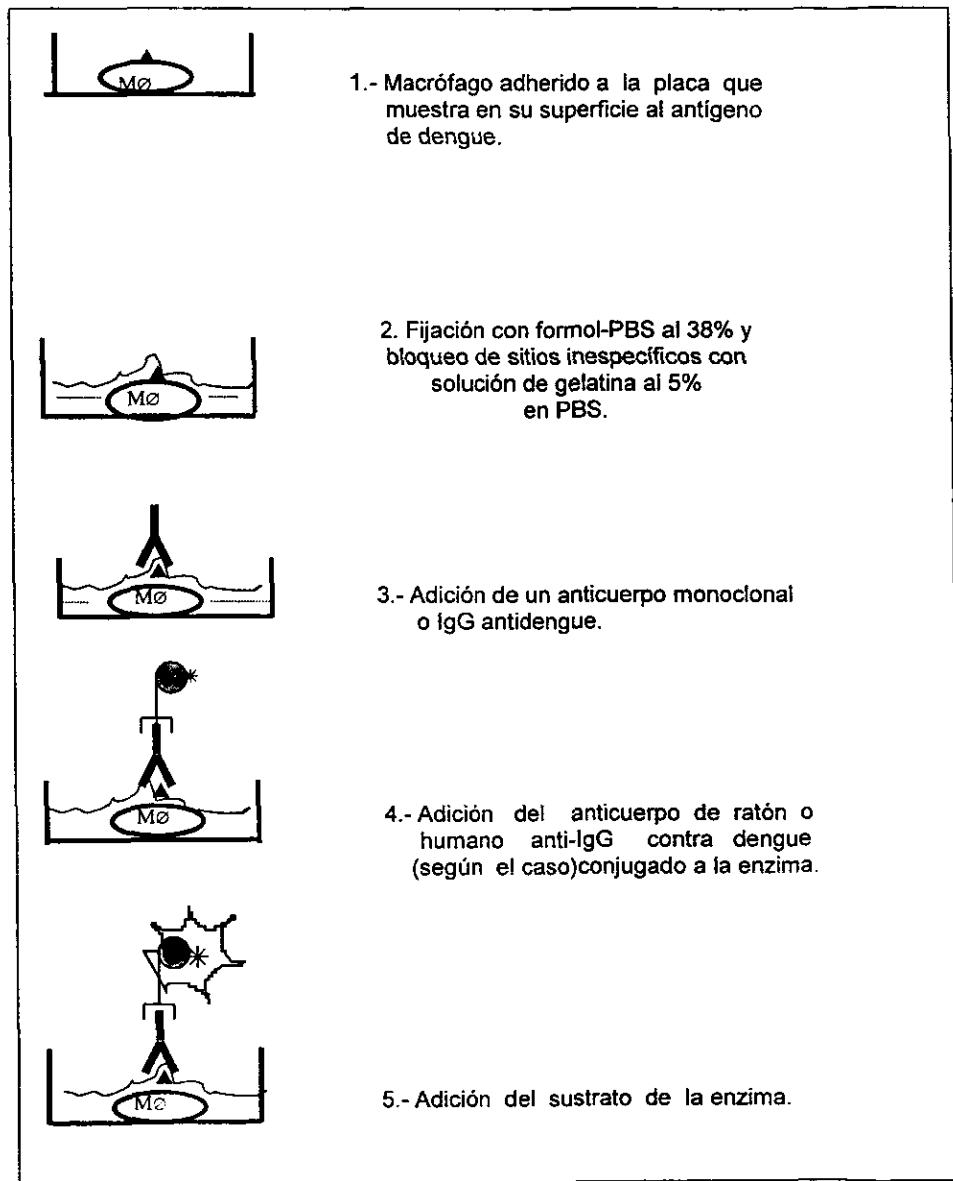 MØ
1.- Macrófago adherido a la placa que
muestra en su superficie al antígeno
de dengue.
MØ
2. Fijación con formol-PBS al 38% y
bloqueo de sitios inespecíficos con
solución de gelatina al 5%
en PBS.
MØ
3.- Adición de un anticuerpo monoclonal
o IgG antidengue.
MØ
4.- Adición del anticuerpo de ratón o
humano anti-IgG contra dengue
(según el caso)conjugado a la enzima.
MØ
5.- Adición del sustrato de la enzima.